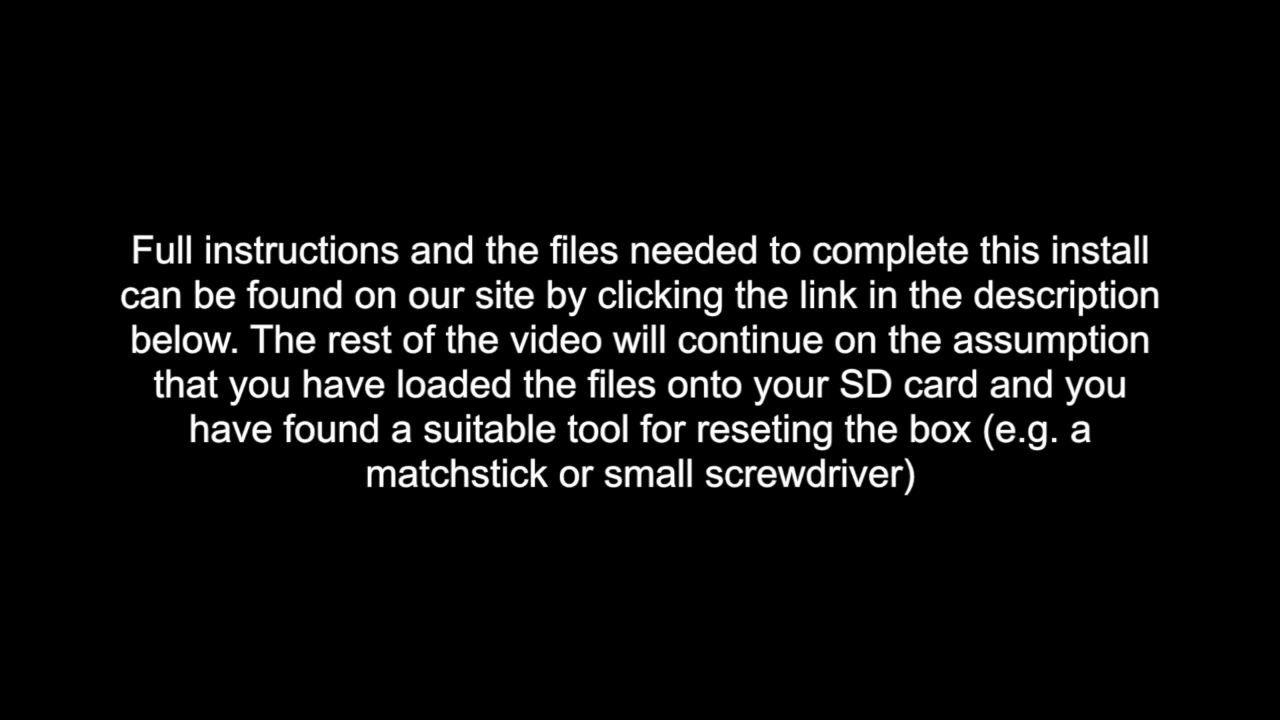 Full instructions and the files needed to complete this install
can be found on our site by clicking the link in the description
below. The rest of the video will continue on the assumption
that you have loaded the files onto your SD card and you
have found a suitable tool for reseting the box (e.g. a
matchstick or small screwdriver)